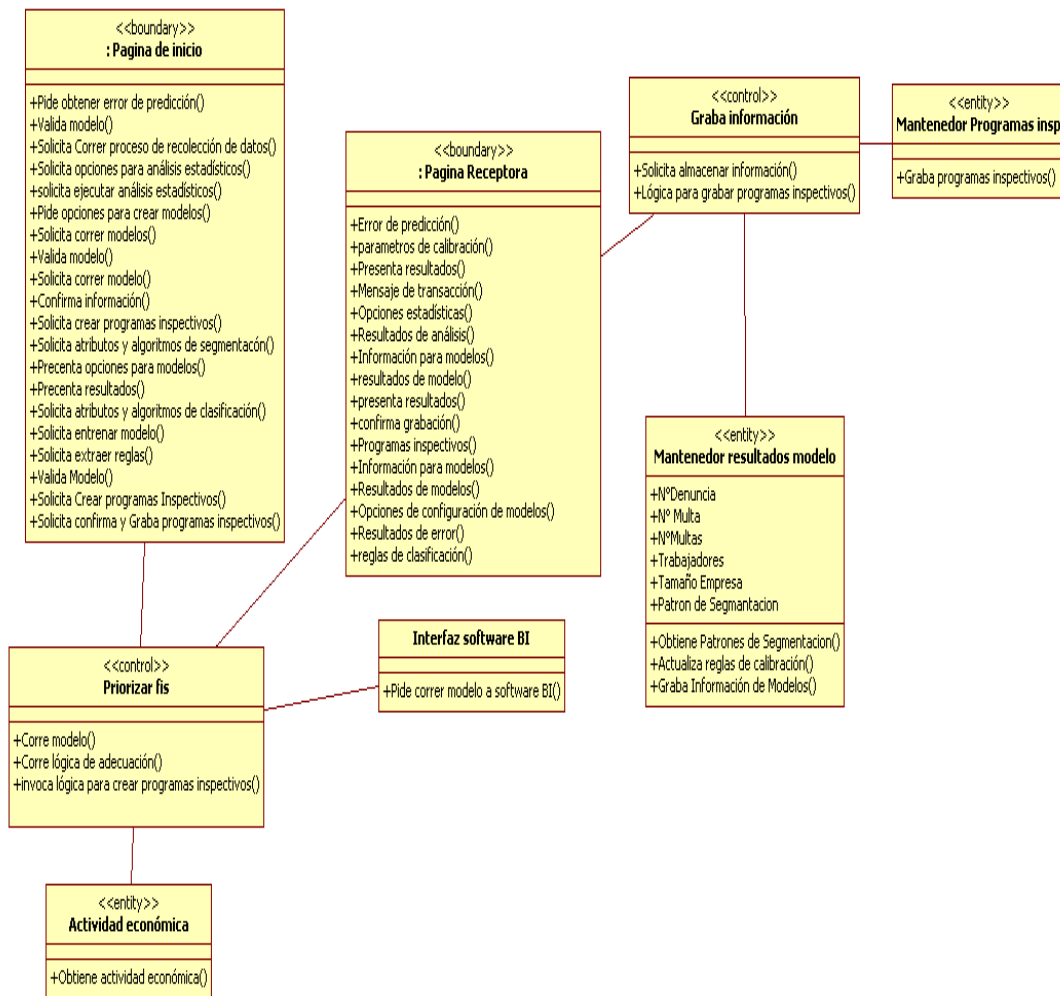 <<boundary>>
: Pagina de inicio
+Pide obtener error de predicción()
+Valida modelo()
+Solicita Correr proceso de recolección de datos()
+Solicita opciones para análisis estadísticos()
+solicita ejecutar análisis estadísticos()
+Pide opciones para crear modelos()
+Solicita correr modelos()
+Valida modelo()
+Solicita correr modelo()
+Confirma información()
+Solicita crear programas inspectivos()
+Solicita atributos y algoritmos de segmentacón()
+Precenta opciones para modelos()
+Precenta resultados()
+Solicita atributos y algoritmos de clasificación()
+Solicita entrenar modelo()
+Solicita extraer reglas()
+Valida Modelo()
+Solicita Crear programas Inspectivos()
+Solicita confirma y Graba programas inspectivos()
<<boundary>>
: Pagina Receptora
+Error de predicción()
+parametros de calibración()
+Presenta resultados()
+Mensaje de transacción()
+Opciones estadísticas()
+Resultados de análisis()
+Información para modelos()
+resultados de modelo()
+presenta resultados()
+confirma grabación()
+Programas inspectivos()
+Información para modelos()
+Resultados de modelos()
+Opciones de configuración de modelos()
+Resultados de error()
+reglas de clasificación()
<<control>>
Graba información
+Solicita almacenar información()
+Lógica para grabar programas inspectivos()
<<entity>>
Mantenedor Programas insp
+Graba programas inspectivos()
<<entity>>
Mantenedor resultados modelo
+NºDenuncia
+Nº Multa
+NºMultas
+Trabajadores
+Tamaño Empresa
+Patron de Segmantacion
+Obtiene Patrones de Segmentacion()
+Actualiza reglas de calibración()
+Graba Información de Modelos()
<<control>>
Priorizar fis
+Corre modelo()
+Corre lógica de adecuación()
+invoca lógica para crear programas inspectivos()
Interfaz software BI
+Pide correr modelo a software BI()
<<entity>>
Actividad económica
+Obtiene actividad económica()